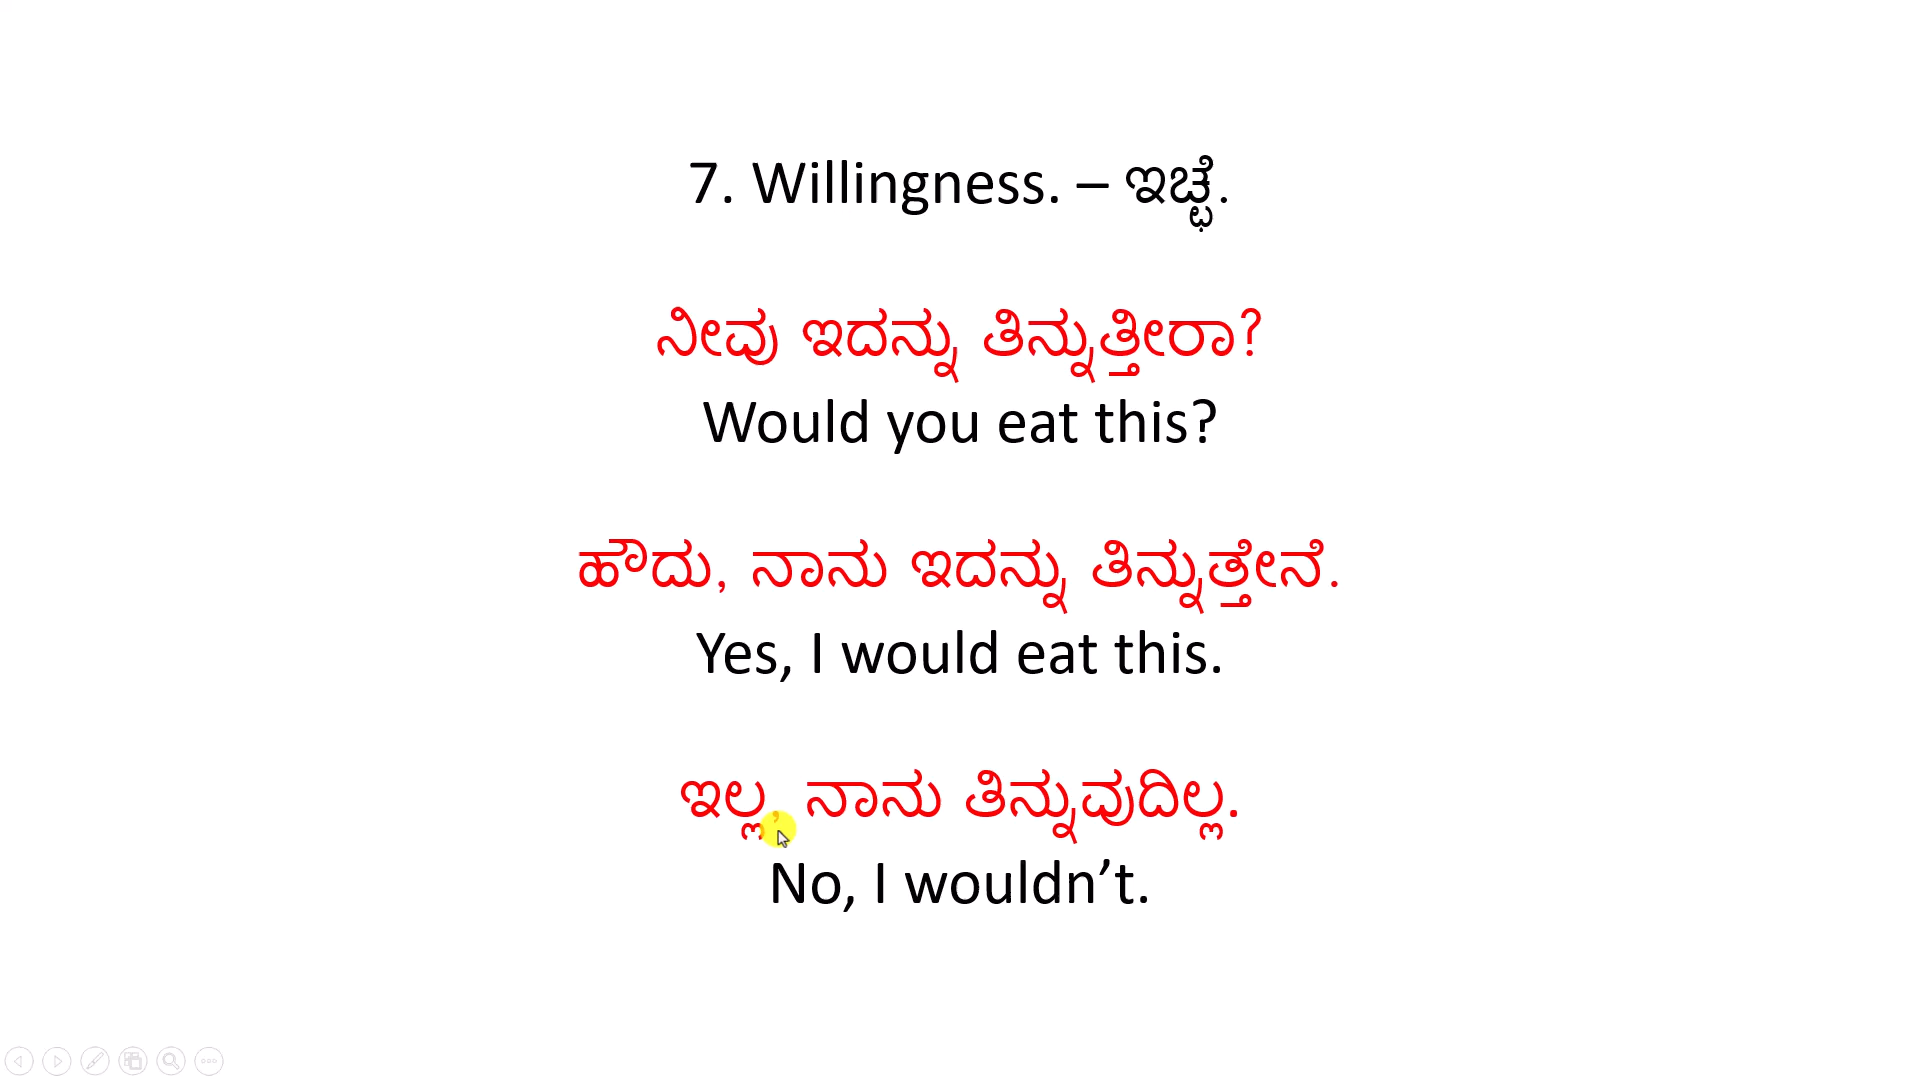 7. Willingness. – ಇಚ್ಛೆ.
ನೀವು ಇದನ್ನು ತಿನ್ನುತ್ತೀರಾ?
Would you eat this?
ಹೌದು, ನಾನು ಇದನ್ನು ತಿನ್ನುತ್ತೇನೆ.
Yes, I would eat this.
ಇಲ್ಲ, ನಾನು ತಿನ್ನುವುದಿಲ್ಲ.
No, I wouldn’t.